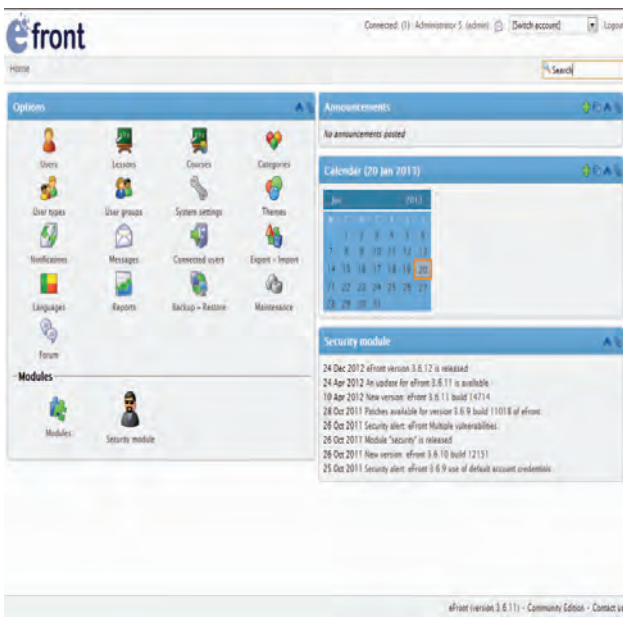 efront
Connected: (1) Administrator S. (admin) [Switch account] Logout
Home
Search
Options
Users Lessons Courses Categories
User types User groups System settings Themes
Notifications Messages Connected users Export - Import
Languages Reports Backup - Restore Maintenance
Forum
Modules
Modules Security module
Announcements
No announcements posted
Calendar (20 Jan 2013)
Jan 2013
1 2 3 4 5 6
7 8 9 10 11 12 13
14 15 16 17 18 19 20
21 22 23 24 25 26 27
28 29 30 31
Security module
24 Dec 2012 eFront version 3.6.12 is released
24 Apr 2012 An update for eFront 3.6.11 is available
10 Apr 2012 New version: eFront 3.6.11 build 14714
28 Oct 2011 Patches available for version 3.6.9 build 11018 of efront
26 Oct 2011 Security alert: eFront Multiple vulnerabilities
26 Oct 2011 Module "security" is released
26 Oct 2011 New version: eFront 3.6.10 build 12151
25 Oct 2011 Security alert: eFront 3.6.9 use of default account credentials
eFront (version 3.6.11) - Community Edition - Contact us